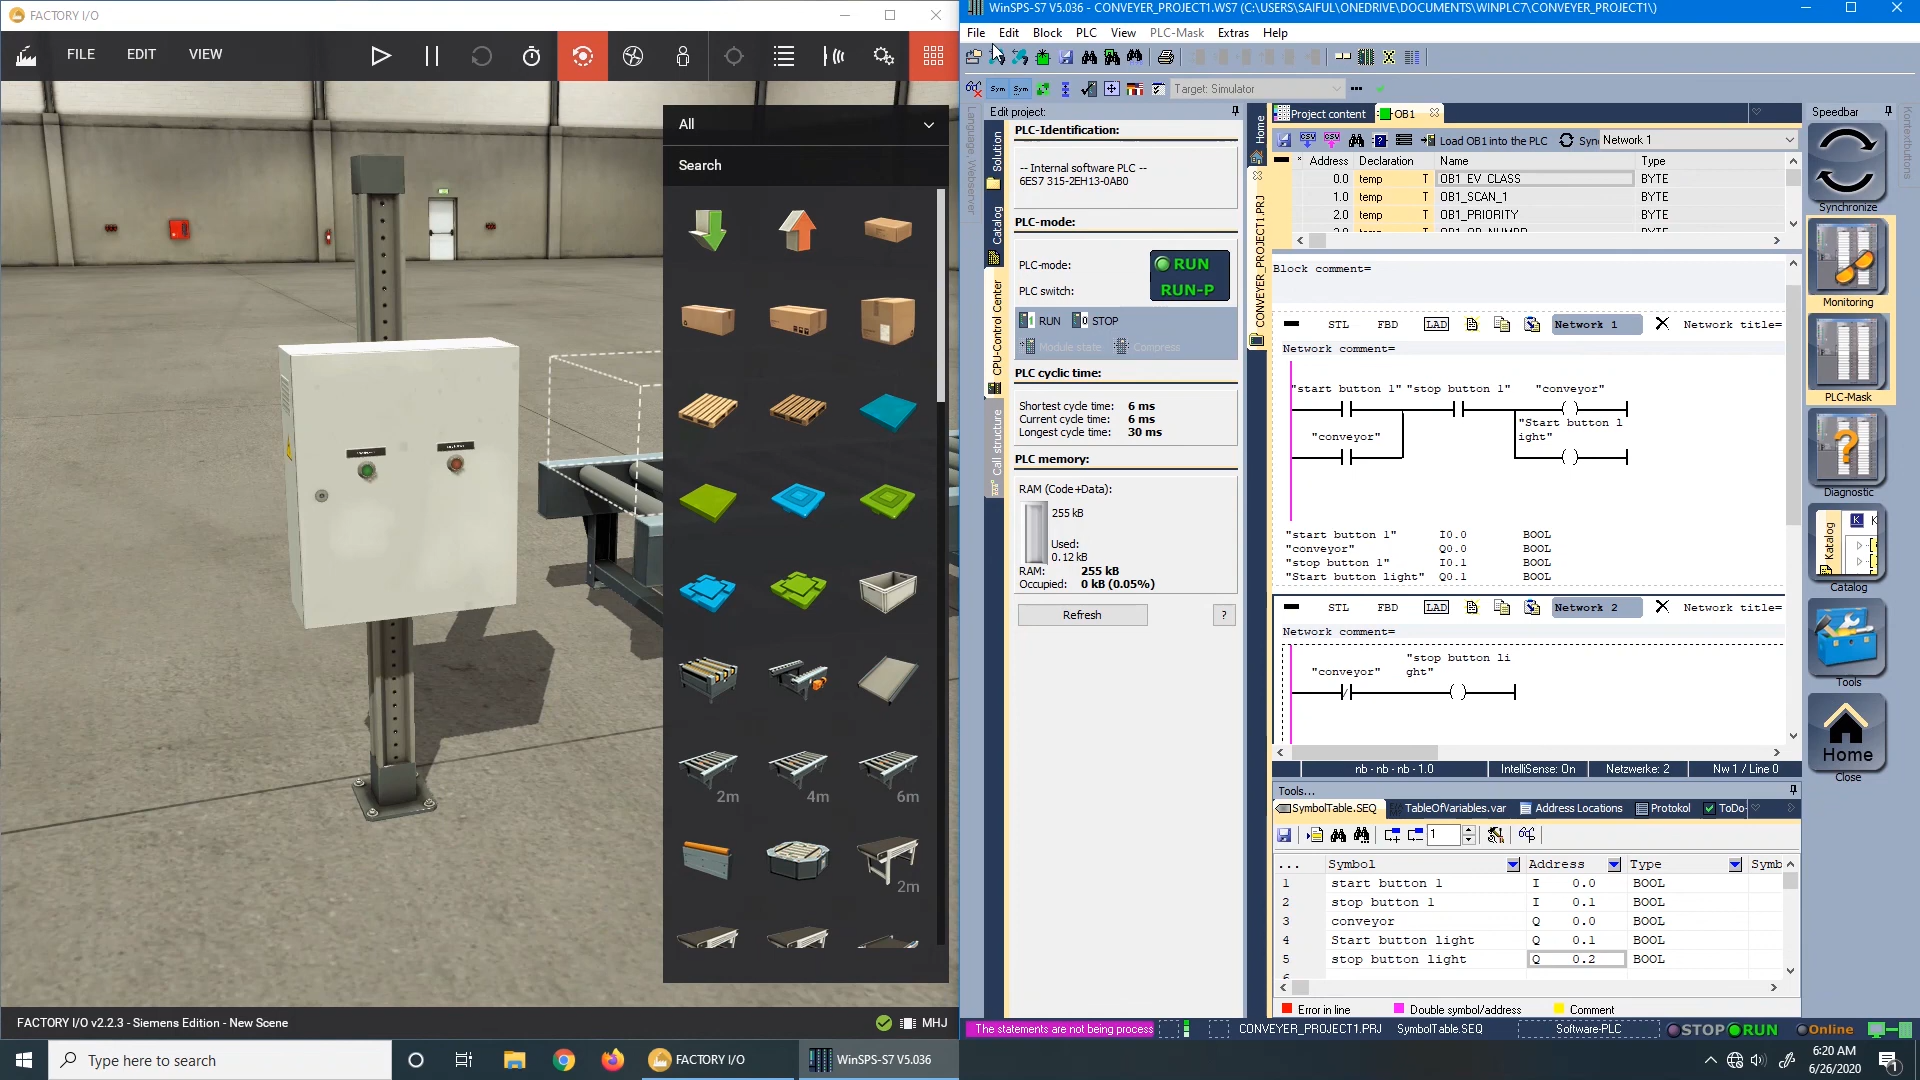 FACTORY I/O
FILE EDIT VIEW
All
Search
2m 4m 6m
2m
FACTORY I/O v2.2.3 - Siemens Edition - New Scene
MHJ
WinSPS-S7 V5.036 - CONVEYER_PROJECT1.WS7 (C:\USERS\SAIFUL\ONEDRIVE\DOCUMENTS\WINPLC7\CONVEYER_PROJECT1\)
File Edit Block PLC View PLC-Mask Extras Help
Target: Simulator
Language, Webserver
Solution
Catalog
CPU-Control Center
Call structure
Edit project:
PLC-Identification:
-- Internal software PLC --
6ES7 315-2EH13-0AB0
PLC-mode:
PLC-mode: RUN
PLC switch: RUN-P
RUN STOP
Module state Compress
PLC cyclic time:
Shortest cycle time: 6 ms
Current cycle time: 6 ms
Longest cycle time: 30 ms
PLC memory:
RAM (Code+Data):
255 kB
Used:
0.12 kB
RAM: 255 kB
Occupied: 0 kB (0.05%)
Refresh ?
Home
CONVEYER_PROJECT1.PRJ
Project content OB1
Load OB1 into the PLC Syn Network 1
Address Declaration Name Type
0.0 temp T OB1_EV_CLASS BYTE
1.0 temp T OB1_SCAN_1 BYTE
2.0 temp T OB1_PRIORITY BYTE
Block comment=
STL FBD LAD Network 1 Network title=
Network comment=
"start button 1" "stop button 1" "conveyor"
"Start button l
"conveyor" ight"
"start button 1" I0.0 BOOL
"conveyor" Q0.0 BOOL
"stop button 1" I0.1 BOOL
"Start button light" Q0.1 BOOL
STL FBD LAD Network 2 Network title=
Network comment=
"stop button li
"conveyor" ght"
nb - nb - nb - 1.0 IntelliSense: On Netzwerke: 2 Nw 1 / Line 0
Tools...
SymbolTable.SEQ TableOfVariables.var Address Locations Protokol ToDo-
1
... Symbol Address Type Symb
1 start button 1 I 0.0 BOOL
2 stop button 1 I 0.1 BOOL
3 conveyor Q 0.0 BOOL
4 Start button light Q 0.1 BOOL
5 stop button light Q 0.2 BOOL
Error in line Double symbol/address Comment
Speedbar
Kontextbuttons
Synchronize
Monitoring
PLC-Mask
Diagnostic
Katalog
Catalog
Tools
Home
Close
The statements are not being process CONVEYER_PROJECT1.PRJ SymbolTable.SEQ Software-PLC STOP RUN Online
Type here to search
FACTORY I/O
WinSPS-S7 V5.036
6:20 AM
6/26/2020
1